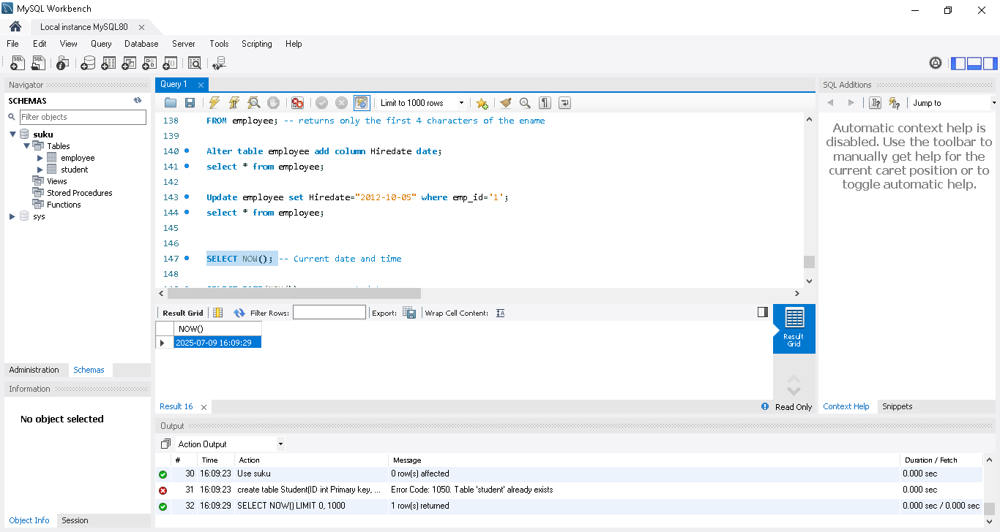 MySQL Workbench
Local instance MySQL80
File Edit View Query Database Server Tools Scripting Help
Navigator
SCHEMAS
Filter objects
suku
Tables
employee
student
Views
Stored Procedures
Functions
sys
Administration Schemas
Information
No object selected
Object Info Session
Query 1
Limit to 1000 rows
138 FROM employee; -- returns only the first 4 characters of the ename
139
140 Alter table employee add column Hiredate date;
141 select * from employee;
142
143 Update employee set Hiredate="2012-10-05" where emp_id='1';
144 select * from employee;
145
146
147 SELECT NOW(); -- Current date and time
148
Result Grid Filter Rows: Export: Wrap Cell Content:
NOW()
2025-07-09 16:09:29
Result Grid
Result 16
Read Only
SQL Additions
Jump to
Automatic context help is
disabled. Use the toolbar to
manually get help for the
current caret position or to
toggle automatic help.
Context Help Snippets
Output
Action Output
# Time Action Message Duration / Fetch
30 16:09:23 Use suku 0 row(s) affected 0.000 sec
31 16:09:23 create table Student(ID int Primary key, ... Error Code: 1050. Table 'student' already exists 0.000 sec
32 16:09:29 SELECT NOW() LIMIT 0, 1000 1 row(s) returned 0.000 sec / 0.000 sec